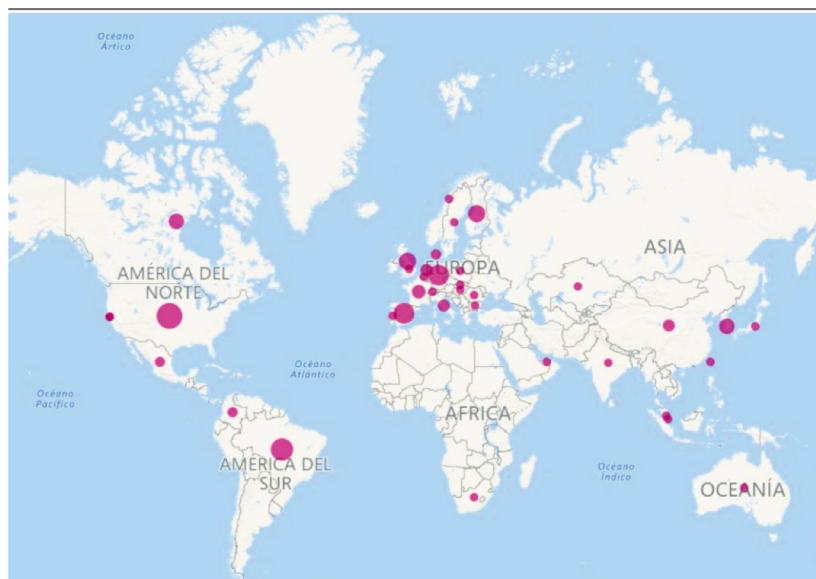 Océano
Ártico
ASIA
EUROPA
AMÉRICA DEL
NORTE
Océano
Atlántico
Océano
Pacífico
AFRICA
AMÉRICA DEL
SUR
Océano
Índico
OCEANÍA